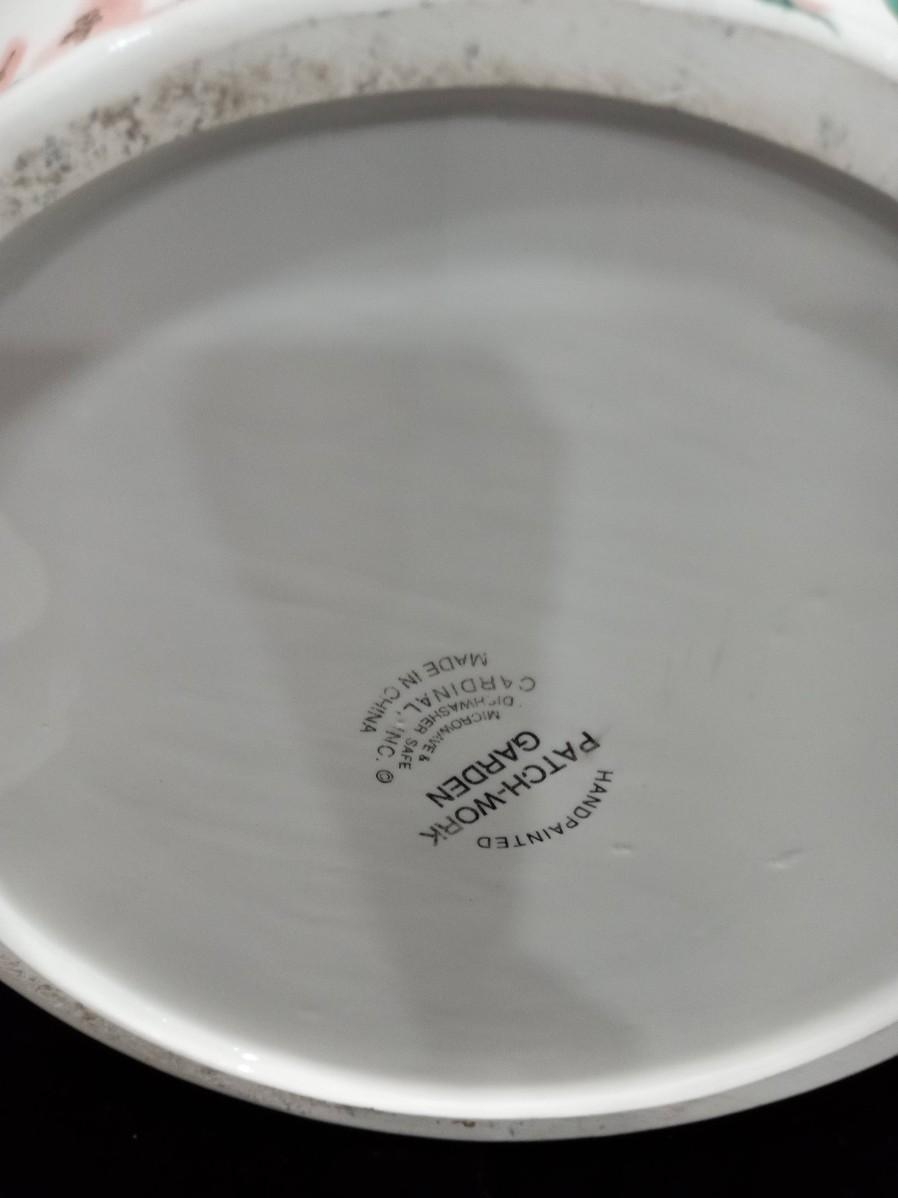 HANDPAINTED
PATCH-WORK
GARDEN
MICROWAVE &
DISHWASHER SAFE
CARDINAL, INC. ©
MADE IN CHINA